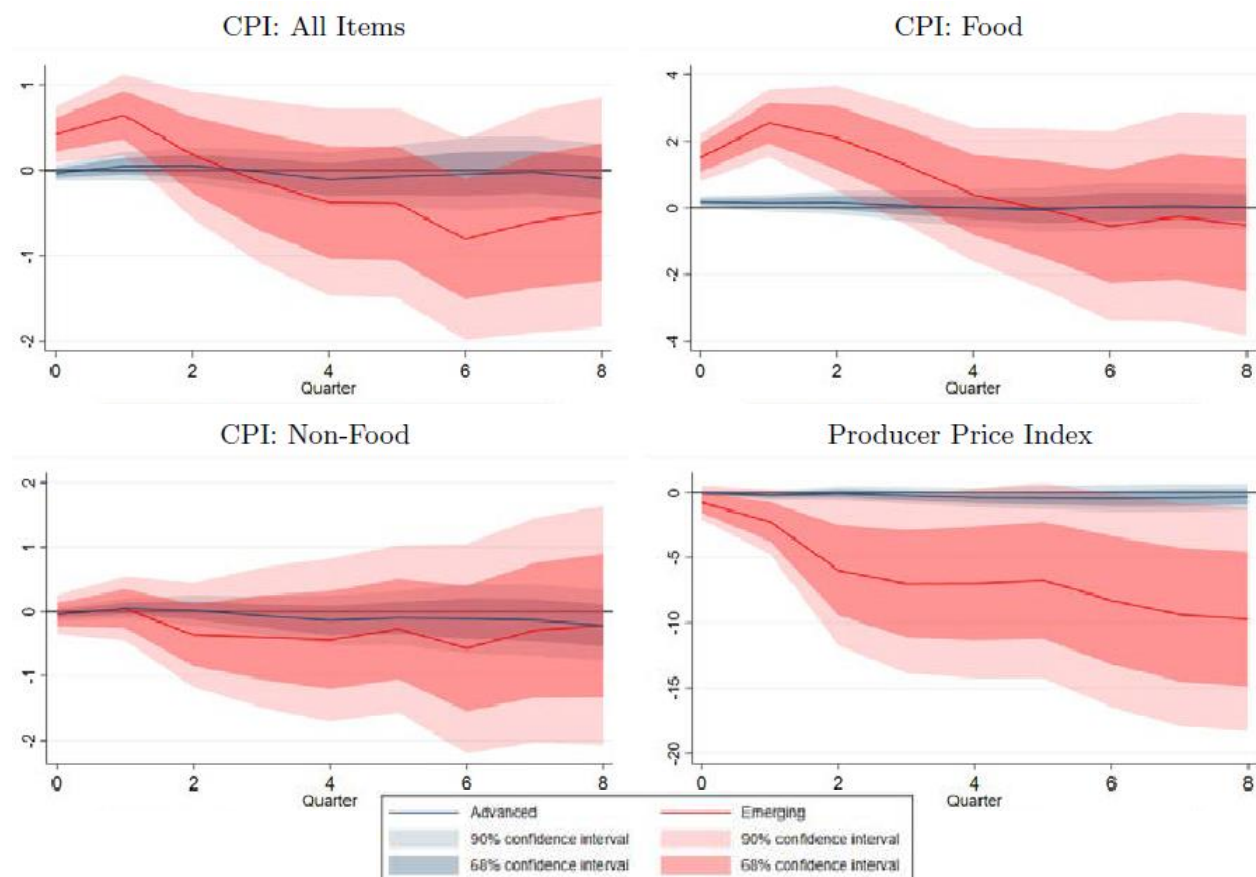 CPI: All Items
1
0
-1
-2
0 2 4 6 8
Quarter
CPI: Food
4
2
0
-2
-4
0 2 4 6 8
Quarter
CPI: Non-Food
2
1
0
-1
-2
0 2 4 6 8
Quarter
Producer Price Index
0
-5
-10
-15
-20
0 2 4 6 8
Quarter
Advanced
90% confidence interval
68% confidence interval
Emerging
90% confidence interval
68% confidence interval